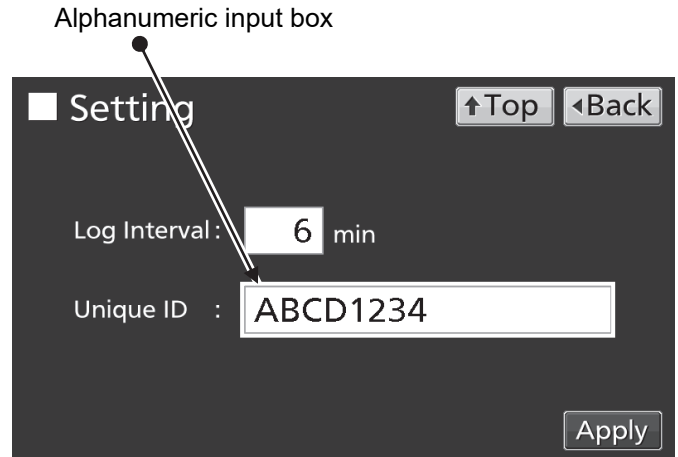 Alphanumeric input box
Setting
↑Top
◂Back
Log Interval: 6 min
Unique ID : ABCD1234
Apply